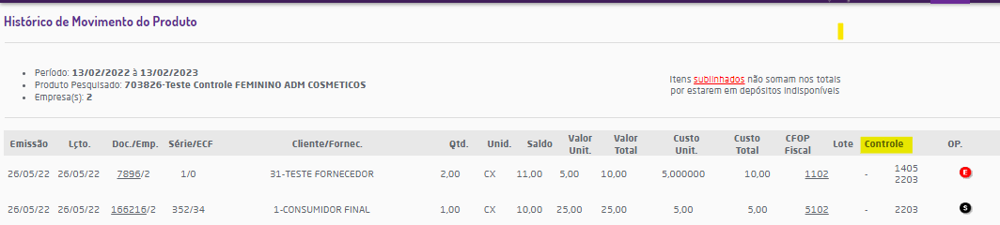 Histórico de Movimento do Produto
Período: 13/02/2022 à 13/02/2023
Produto Pesquisado: 703826-Teste Controle FEMININO ADM COSMETICOS
Empresa(s): 2
Itens sublinhados não somam nos totais
por estarem em depósitos indisponíveis
Emissão Lçto. Doc./Emp. Série/ECF Cliente/Fornec. Qtd. Unid. Saldo Valor Unit. Valor Total Custo Unit. Custo Total CFOP Fiscal Lote Controle OP.
26/05/22 26/05/22 7896/2 1/0 31-TESTE FORNECEDOR 2,00 CX 11,00 5,00 10,00 5,000000 10,00 1102 - 1405 E
2203
26/05/22 26/05/22 166216/2 352/34 1-CONSUMIDOR FINAL 1,00 CX 10,00 25,00 25,00 5,00 5,00 5102 - 2203 S